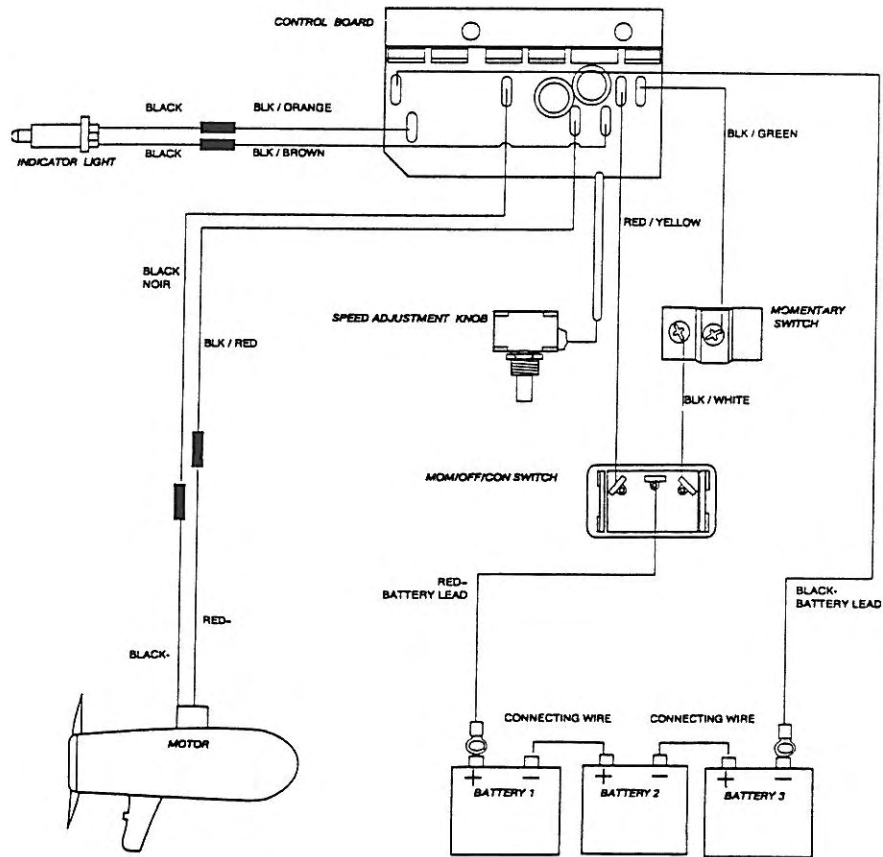 CONTROL BOARD
BLACK
BLK / ORANGE
BLACK
BLK / BROWN
INDICATOR LIGHT
BLK / GREEN
RED / YELLOW
BLACK
NOIR
BLK / RED
SPEED ADJUSTMENT KNOB
MOMENTARY
SWITCH
BLK / WHITE
MOM/OFF/CON SWITCH
RED-
BATTERY LEAD
BLACK-
BATTERY LEAD
RED-
BLACK-
CONNECTING WIRE
CONNECTING WIRE
MOTOR
+ -
BATTERY 1
+ -
BATTERY 2
+ -
BATTERY 3